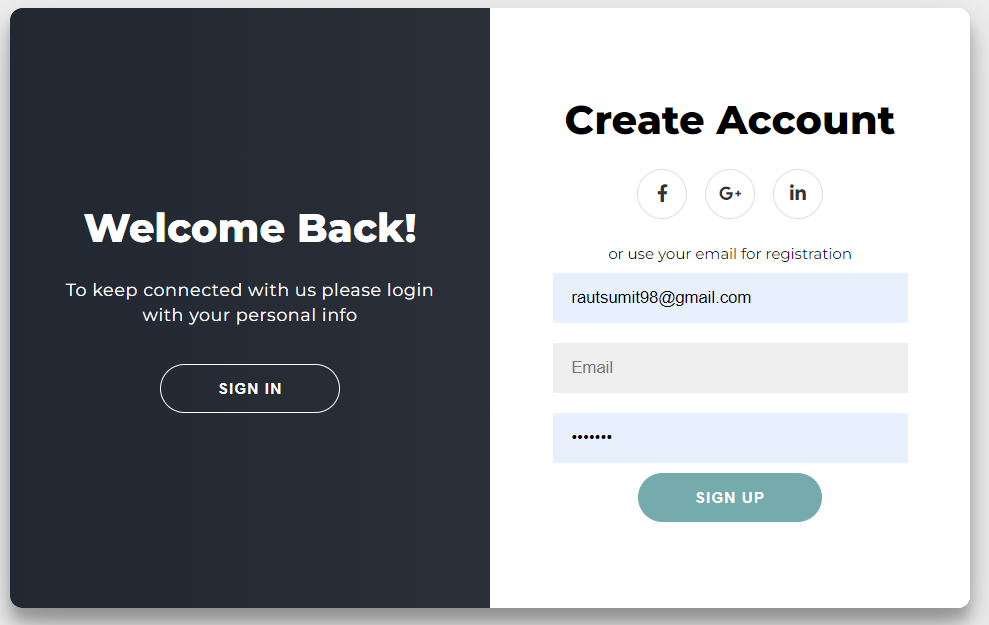 Welcome Back!
To keep connected with us please login
with your personal info
SIGN IN
Create Account
f
G+
in
or use your email for registration
rautsumit98@gmail.com
Email
•••••••
SIGN UP